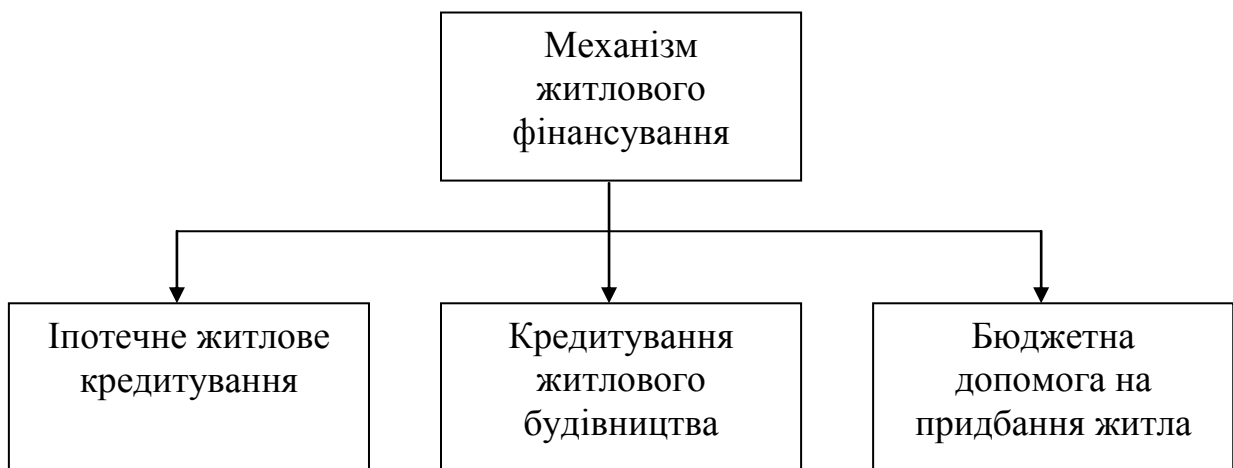 Механізм
житлового
фінансування
Іпотечне житлове
кредитування
Кредитування
житлового
будівництва
Бюджетна
допомога на
придбання житла